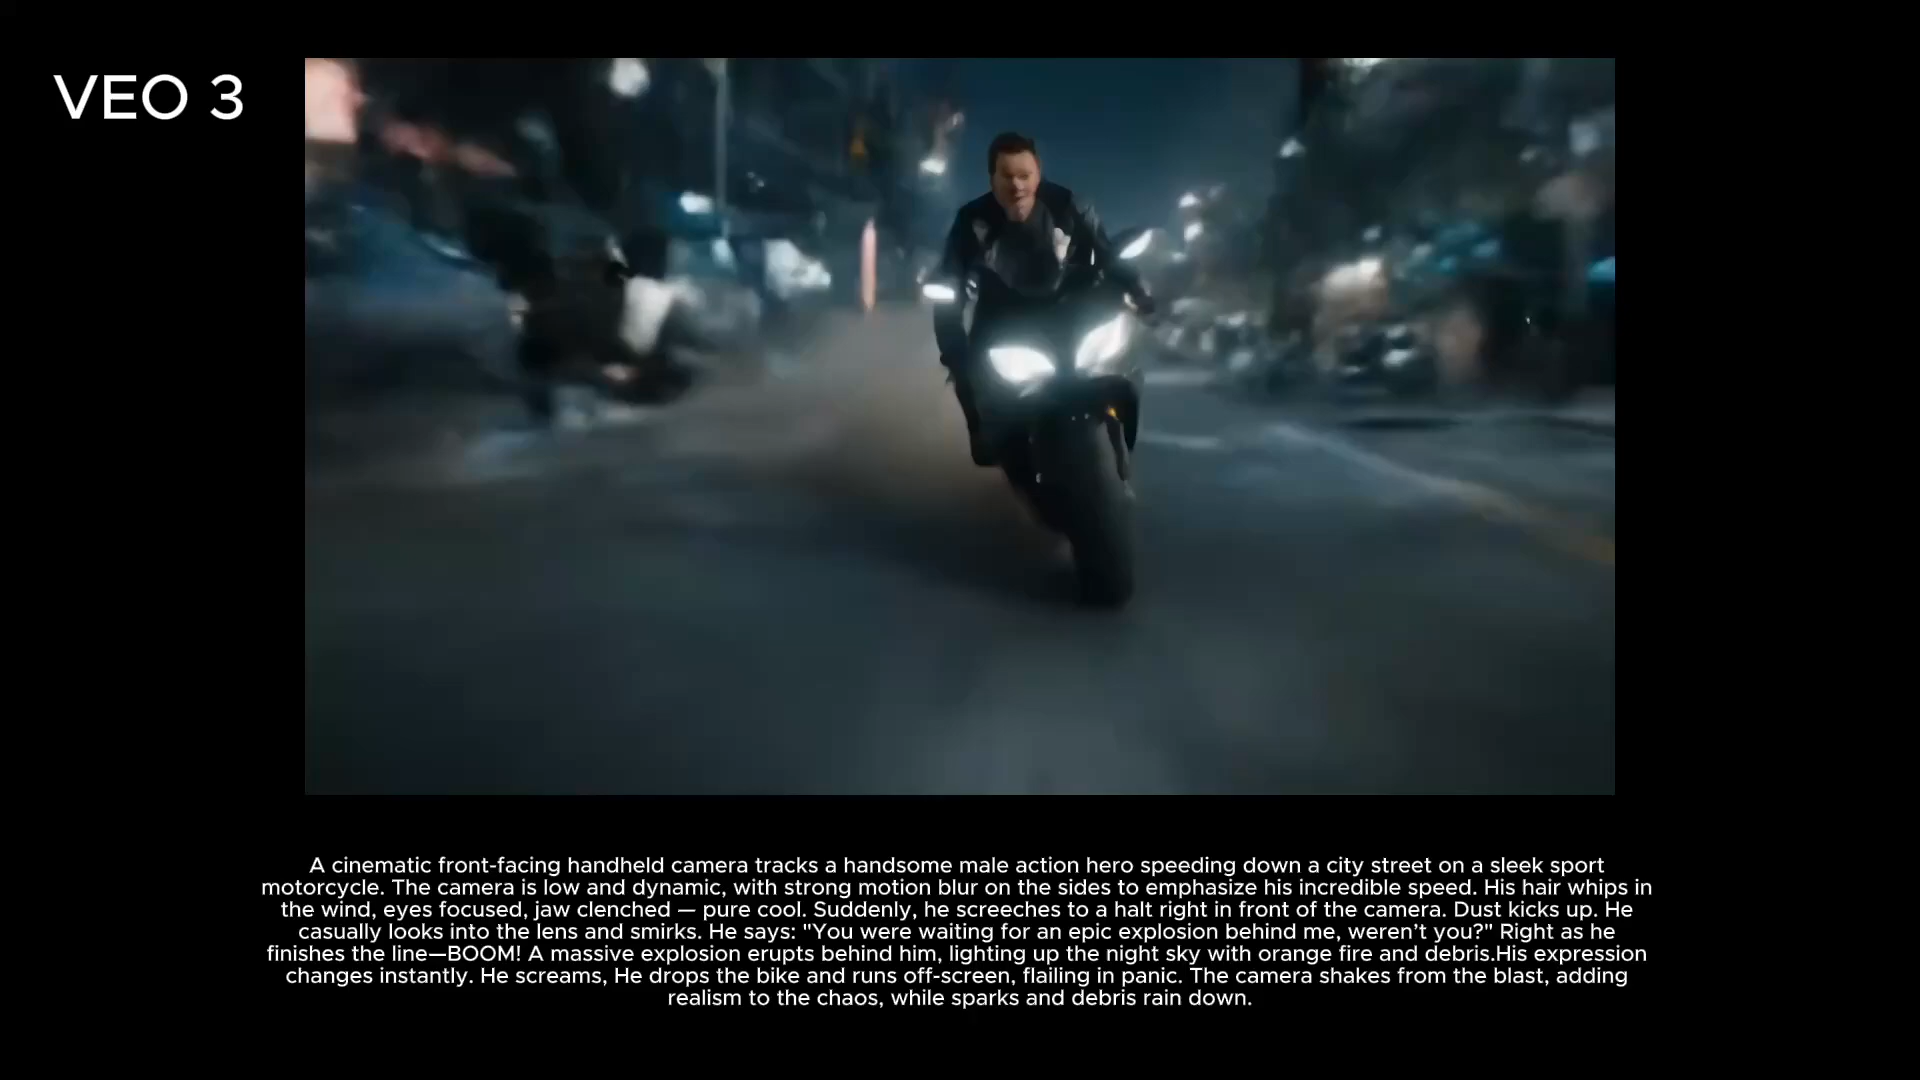 VEO 3
A cinematic front-facing handheld camera tracks a handsome male action hero speeding down a city street on a sleek sport
motorcycle. The camera is low and dynamic, with strong motion blur on the sides to emphasize his incredible speed. His hair whips in
the wind, eyes focused, jaw clenched — pure cool. Suddenly, he screeches to a halt right in front of the camera. Dust kicks up. He
casually looks into the lens and smirks. He says: "You were waiting for an epic explosion behind me, weren’t you?" Right as he
finishes the line—BOOM! A massive explosion erupts behind him, lighting up the night sky with orange fire and debris.His expression
changes instantly. He screams, He drops the bike and runs off-screen, flailing in panic. The camera shakes from the blast, adding
realism to the chaos, while sparks and debris rain down.